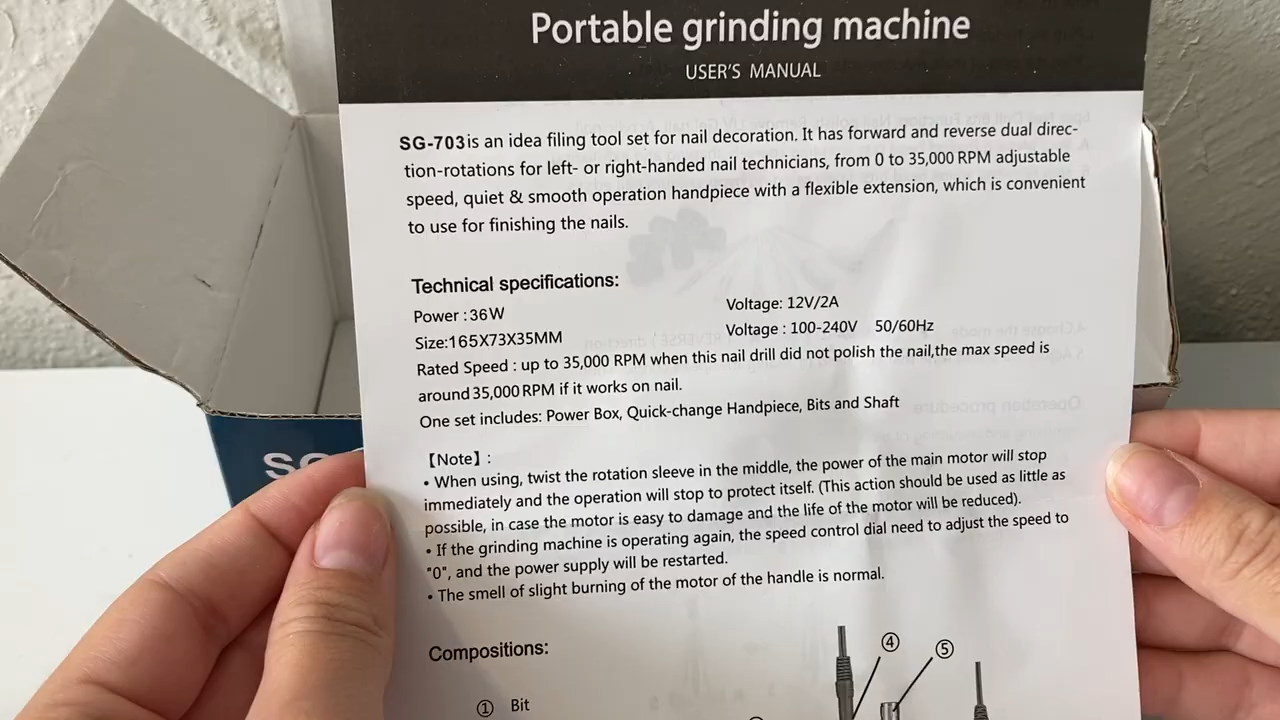 Portable grinding machine
USER'S MANUAL
SG-703 is an idea filing tool set for nail decoration. It has forward and reverse dual direc-
tion-rotations for left- or right-handed nail technicians, from 0 to 35,000 RPM adjustable
speed, quiet & smooth operation handpiece with a flexible extension, which is convenient
to use for finishing the nails.
Technical specifications:
Power : 36W
Voltage: 12V/2A
Size:165X73X35MM
Voltage : 100-240V 50/60Hz
Rated Speed : up to 35,000 RPM when this nail drill did not polish the nail,the max speed is
around 35,000 RPM if it works on nail.
One set includes: Power Box, Quick-change Handpiece, Bits and Shaft
【Note】:
• When using, twist the rotation sleeve in the middle, the power of the main motor will stop
immediately and the operation will stop to protect itself. (This action should be used as little as
possible, in case the motor is easy to damage and the life of the motor will be reduced).
• If the grinding machine is operating again, the speed control dial need to adjust the speed to
"0", and the power supply will be restarted.
• The smell of slight burning of the motor of the handle is normal.
Compositions:
① Bit
④
⑤
SG